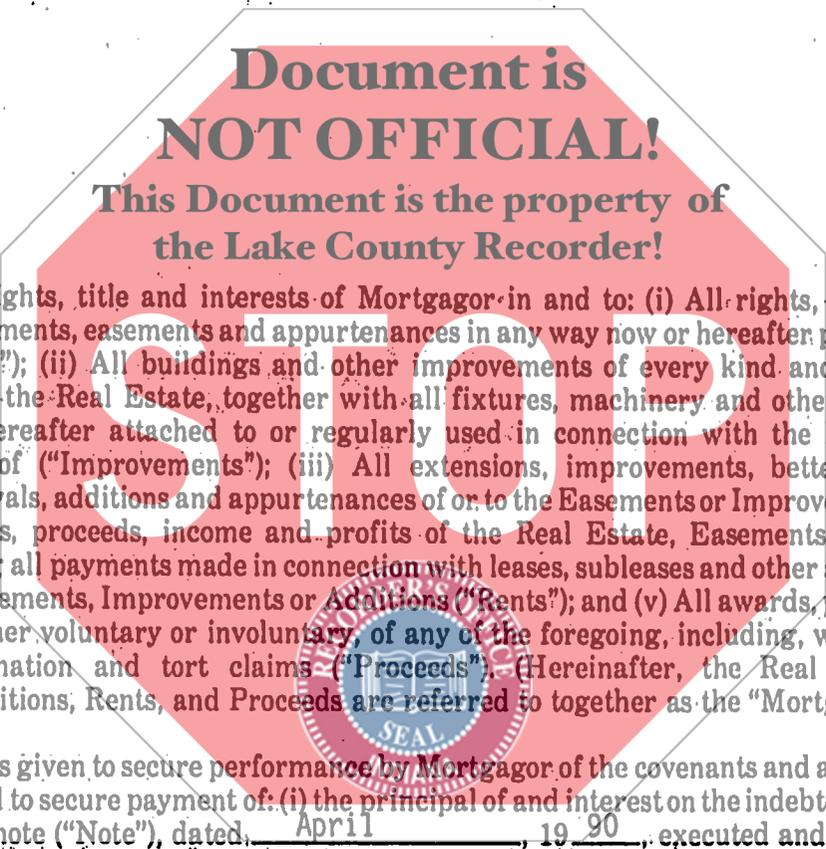 Document is
NOT OFFICIAL!
This Document is the property of
the Lake County Recorder!
ghts, title and interests of Mortgagor in and to: (i) All rights,
ments, easements and appurtenances in any way now or hereafter
"); (ii) All buildings and other improvements of every kind and
the Real Estate, together with all fixtures, machinery and othe
ereafter attached to or regularly used in connection with the
of ("Improvements"); (iii) All extensions, improvements, bette
vals, additions and appurtenances of or to the Easements or Improv
s, proceeds, income and profits of the Real Estate, Easements
all payments made in connection with leases, subleases and other
ements, Improvements or Additions ("Rents"); and (v) All awards,
her voluntary or involuntary, of any of the foregoing, including, w
nation and tort claims ("Proceeds"). (Hereinafter, the Real
itions, Rents, and Proceeds are referred to together as the "Mort
s given to secure performance by Mortgagor of the covenants and a
l to secure payment of: (i) the principal of and interest on the indebt
note ("Note"), dated April, 19 90, executed and
STOP
RECORDER'S OFFICE
SEAL